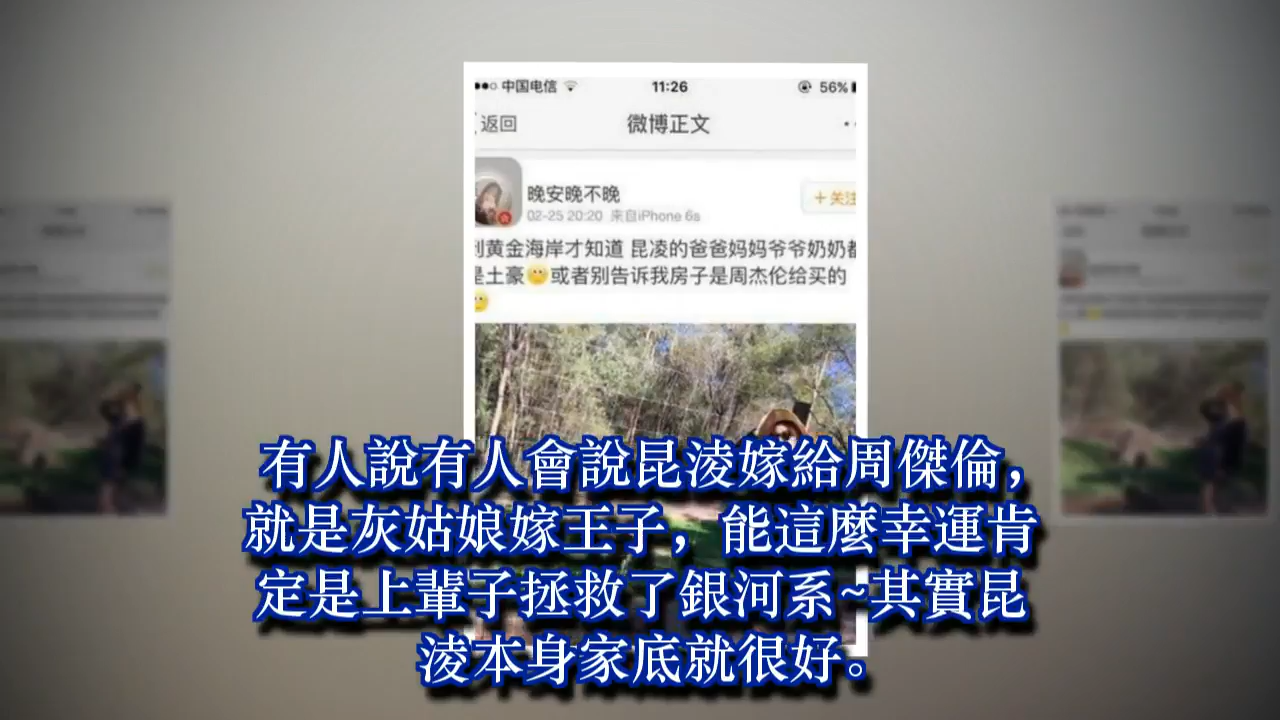 中国电信
11:26
56%
返回
微博正文
晚安晚不晚
＋关注
02-25 20:20 来自iPhone 6s
到黄金海岸才知道 昆凌的爸爸妈妈爷爷奶奶都
是土豪 或者别告诉我房子是周杰伦给买的
有人說有人會說昆淩嫁給周傑倫，
就是灰姑娘嫁王子，能這麼幸運肯
定是上輩子拯救了銀河系~其實昆
淩本身家底就很好。